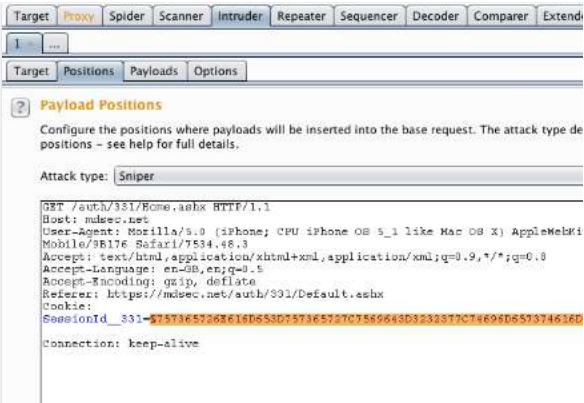 Target Proxy Spider Scanner Intruder Repeater Sequencer Decoder Comparer Extende
1 ...
Target Positions Payloads Options
? Payload Positions
Configure the positions where payloads will be inserted into the base request. The attack type de
positions – see help for full details.
Attack type: Sniper
GET /auth/331/Home.ashx HTTP/1.1
Host: mdsec.net
User-Agent: Mozilla/5.0 (iPhone; CPU iPhone OS 5_1 like Mac OS X) AppleWebKi
Mobile/9B176 Safari/7534.48.3
Accept: text/html,application/xhtml+xml,application/xml;q=0.9,*/*;q=0.8
Accept-Language: en-GB,en;q=0.5
Accept-Encoding: gzip, deflate
Referer: https://mdsec.net/auth/331/Default.ashx
Cookie:
SessionId_331=§757365726E616D653D757365727C7569643D3232377C74696D657374616D
Connection: keep-alive